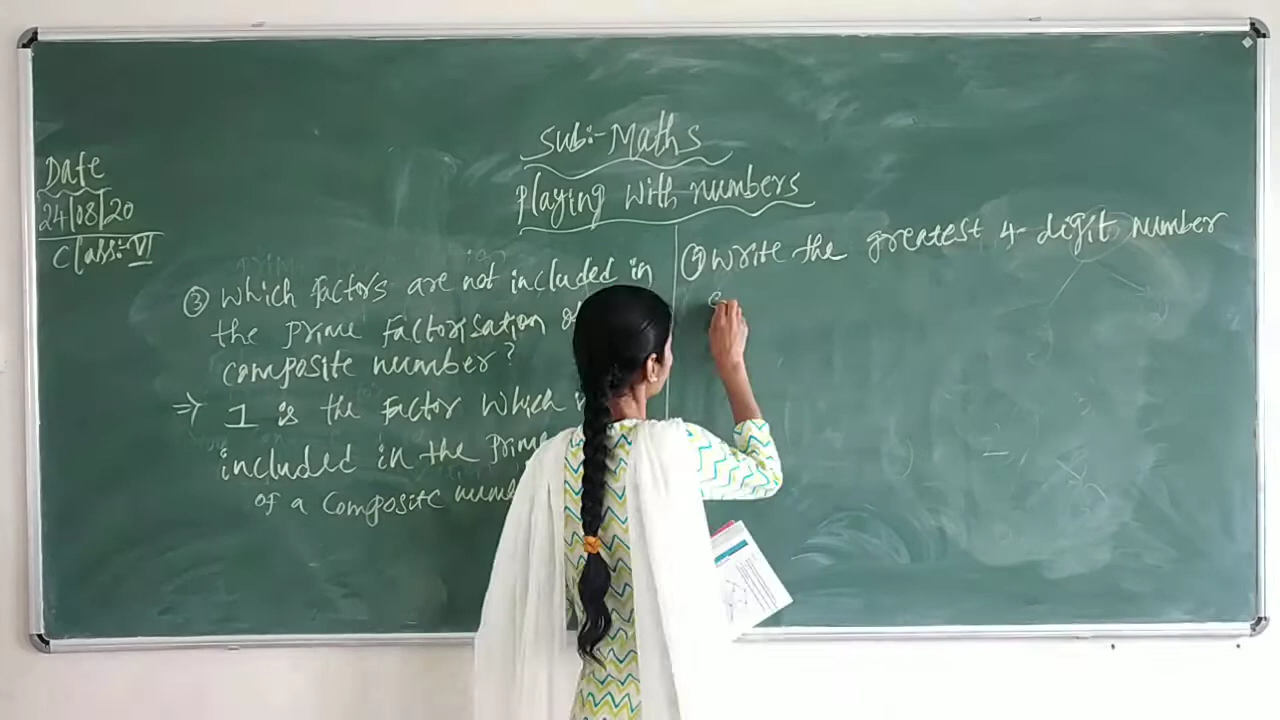 Sub:- Maths
Playing with numbers
Date
24/08/20
Class:- VI
③ Which factors are not included in
the prime factorisation
composite number?
⇒ 1 is the factor which
included in the prime
of a composite
④ Write the greatest 4-digit number